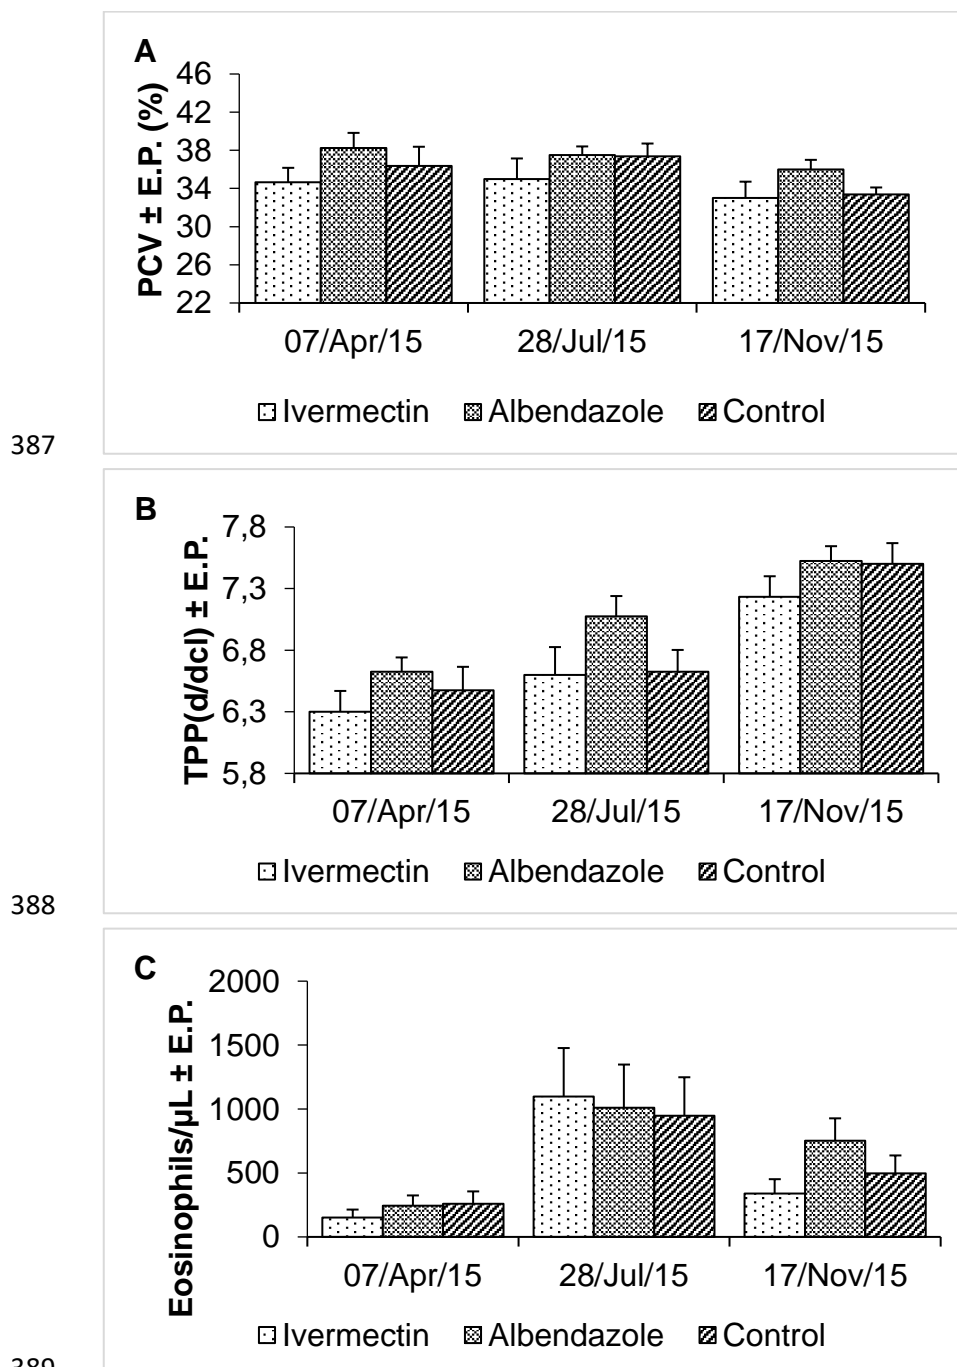 A
PCV ± E.P. (%)
46
42
38
34
30
26
22
07/Apr/15 28/Jul/15 17/Nov/15
Ivermectin Albendazole Control
387
B
TPP(d/dcl) ± E.P.
7,8
7,3
6,8
6,3
5,8
07/Apr/15 28/Jul/15 17/Nov/15
Ivermectin Albendazole Control
388
C
Eosinophils/µL ± E.P.
2000
1500
1000
500
0
07/Apr/15 28/Jul/15 17/Nov/15
Ivermectin Albendazole Control
389